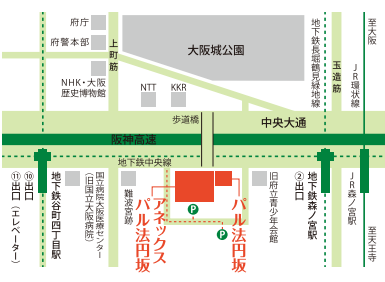 府庁
府警本部
上町筋
大阪城公園
地下鉄長堀鶴見緑地線
玉造筋
JR環状線
至大阪
NHK・大阪
歴史博物館
NTT
KKR
歩道橋
中央大通
阪神高速
地下鉄中央線
⑪出口（エレベーター）
⑩出口
地下鉄谷町四丁目駅
国立病院大阪医療センター
（旧国立大阪病院）
難波宮跡
アネックス
パル法円坂
パル法円坂
P
P
旧府立青少年会館
②出口
地下鉄森ノ宮駅
JR森ノ宮駅
至天王寺